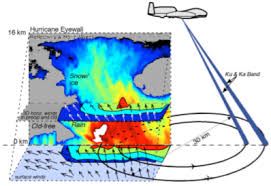 Hurricane Eyewall
16 km
Snow/
ice
Ku & Ka Band
Rain
30 km
0 km
surface winds